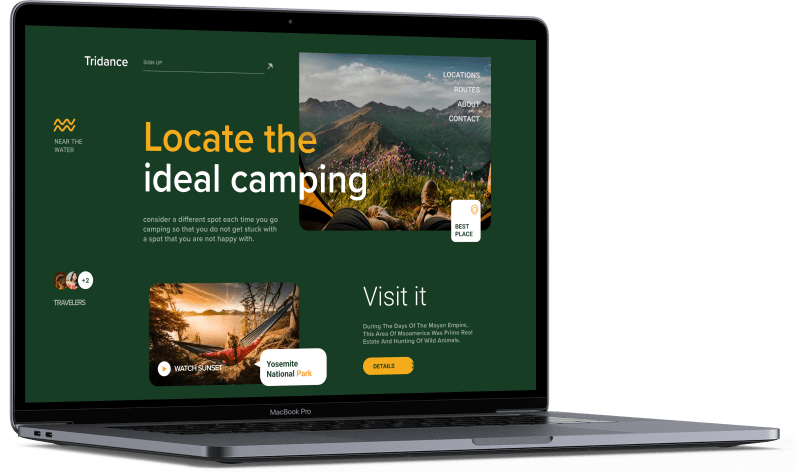 Tridance
SIGN UP
LOCATIONS
ROUTES
ABOUT
CONTACT
NEAR THE
WATER
Locate the
ideal camping
consider a different spot each time you go
camping so that you do not get stuck with
a spot that you are not happy with.
BEST
PLACE
+2
TRAVELERS
WATCH SUNSET
Yosemite
National Park
Visit it
During The Days Of The Mayan Empire,
This Area Of Msoamerica Was Prime Real
Estate And Hunting Of Wild Animals.
DETAILS
MacBook Pro